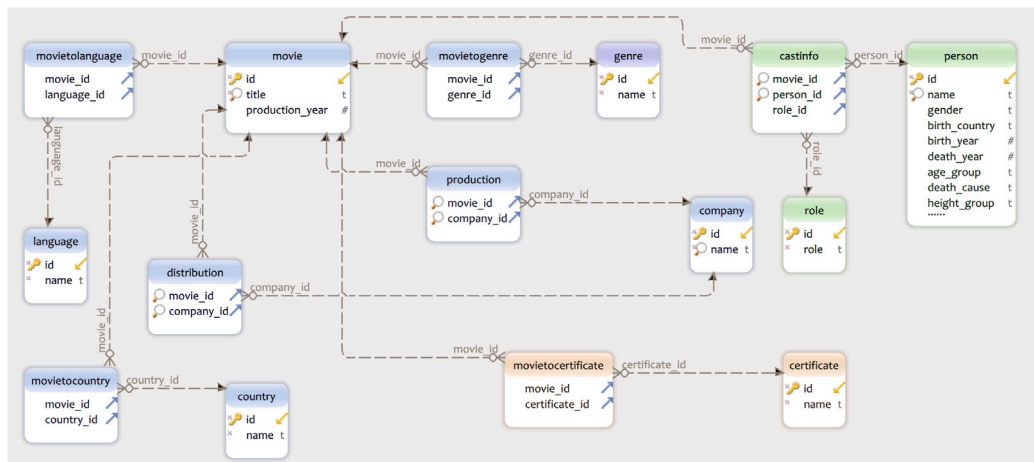 movietolanguage
movie_id
language_id
movie_id
movie
id
title t
production_year #
movie_id
movietogenre
movie_id
genre_id
genre_id
genre
id
name t
movie_id
castinfo
movie_id
person_id
role_id
person_id
person
id
name t
gender t
birth_country t
birth_year #
death_year #
age_group t
death_cause t
height_group t
......
language_id
movie_id
movie_id
production
movie_id
company_id
company_id
company
id
name t
role_id
role
id
role t
language
id
name t
distribution
movie_id
company_id
company_id
movie_id
movietocountry
movie_id
country_id
country_id
country
id
name t
movie_id
movietocertificate
movie_id
certificate_id
certificate_id
certificate
id
name t